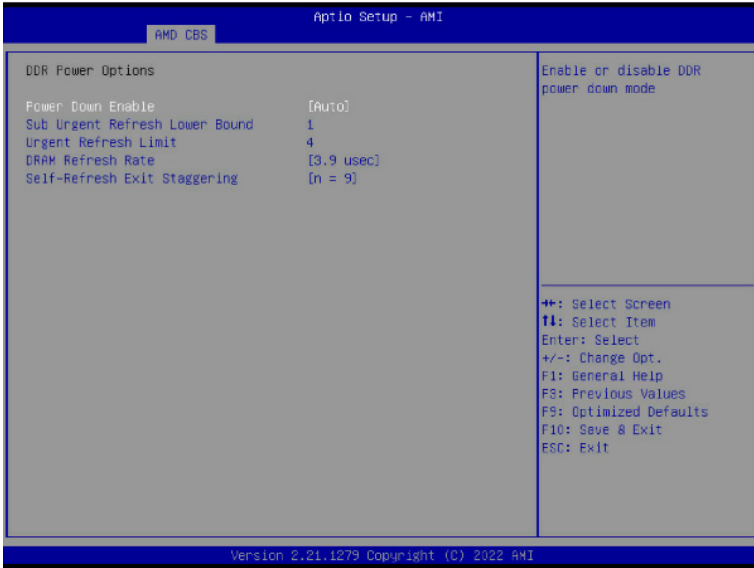 Aptio Setup - AMI
AMD CBS
DDR Power Options
Power Down Enable [Auto]
Sub Urgent Refresh Lower Bound 1
Urgent Refresh Limit 4
DRAM Refresh Rate [3.9 usec]
Self-Refresh Exit Staggering [n = 9]
Enable or disable DDR
power down mode
→←: Select Screen
↑↓: Select Item
Enter: Select
+/-: Change Opt.
F1: General Help
F3: Previous Values
F9: Optimized Defaults
F10: Save & Exit
ESC: Exit
Version 2.21.1279 Copyright (C) 2022 AMI